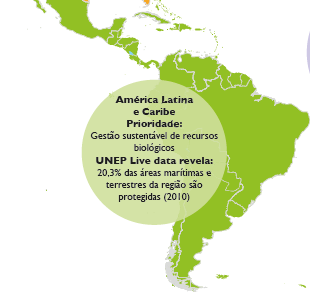 América Latina
e Caribe
Prioridade:
Gestão sustentável de recursos
biológicos
UNEP Live data revela:
20,3% das áreas marítimas e
terrestres da região são
protegidas (2010)